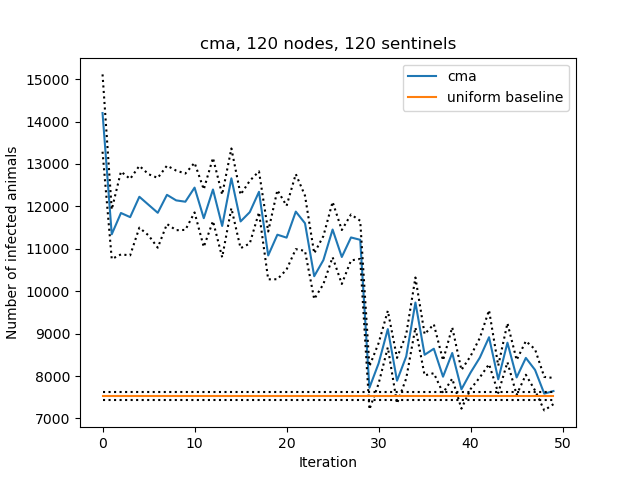 cma, 120 nodes, 120 sentinels
cma
uniform baseline
Number of infected animals
15000
14000
13000
12000
11000
10000
9000
8000
7000
0 10 20 30 40 50
Iteration